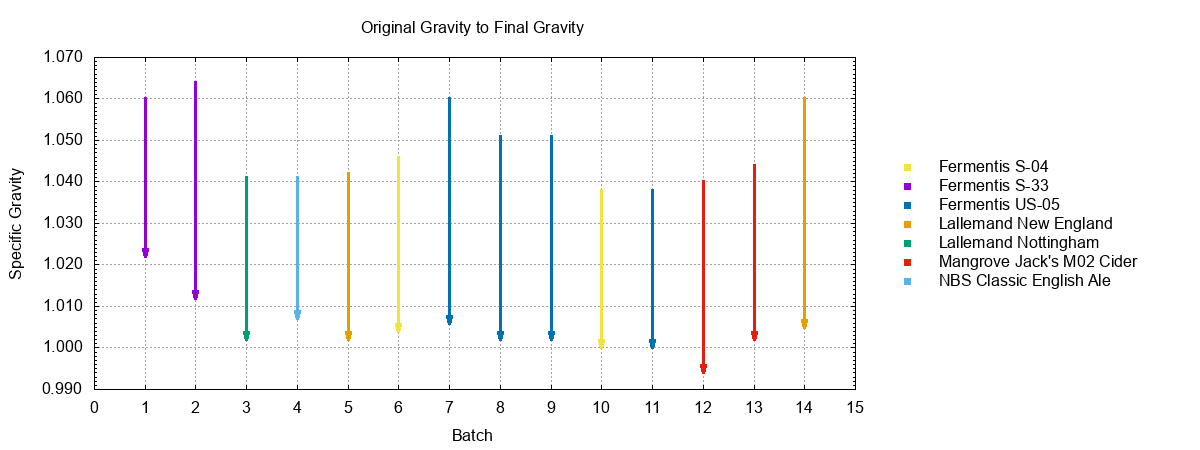 Original Gravity to Final Gravity
1.070
1.060
1.050
1.040
1.030
1.020
1.010
1.000
0.990
Specific Gravity
0 1 2 3 4 5 6 7 8 9 10 11 12 13 14 15
Batch
Fermentis S-04
Fermentis S-33
Fermentis US-05
Lallemand New England
Lallemand Nottingham
Mangrove Jack's M02 Cider
NBS Classic English Ale